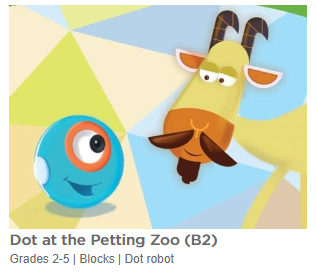 Dot at the Petting Zoo (B2)
Grades 2-5 | Blocks | Dot robot